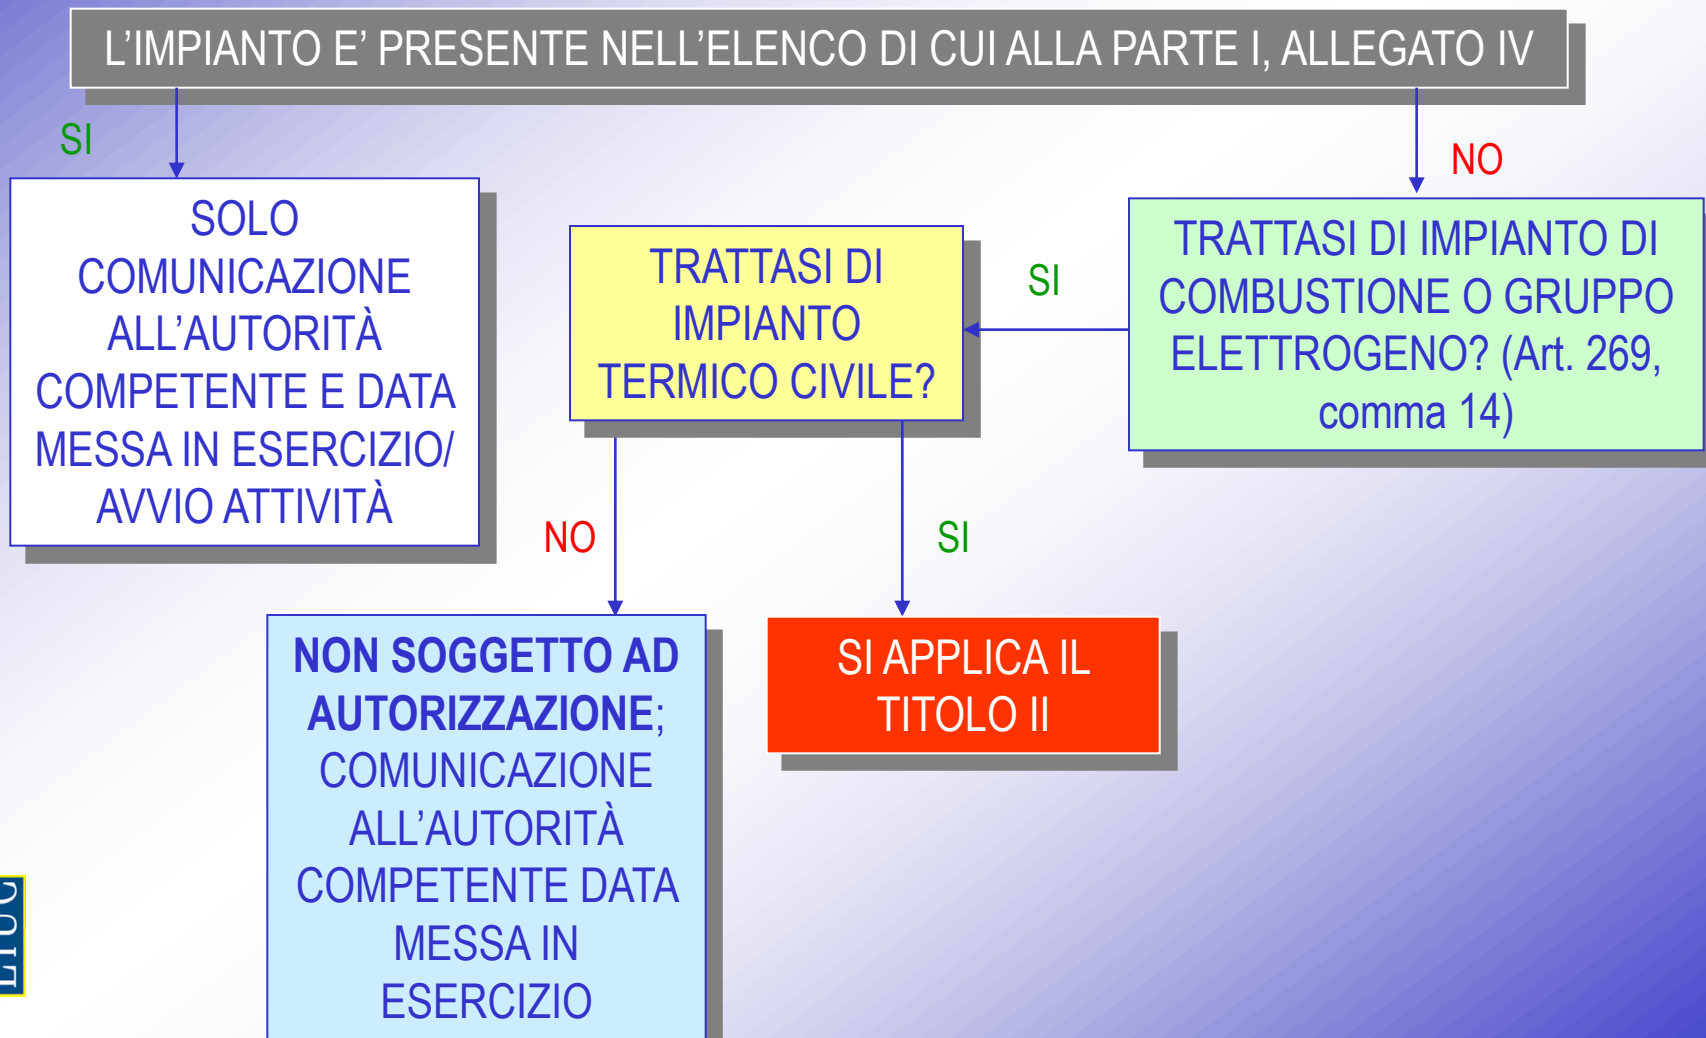 L'IMPIANTO E' PRESENTE NELL'ELENCO DI CUI ALLA PARTE I, ALLEGATO IV
SI
NO
SOLO
COMUNICAZIONE
ALL'AUTORITÀ
COMPETENTE E DATA
MESSA IN ESERCIZIO/
AVVIO ATTIVITÀ
TRATTASI DI IMPIANTO DI
COMBUSTIONE O GRUPPO
ELETTROGENO? (Art. 269,
comma 14)
SI
TRATTASI DI
IMPIANTO
TERMICO CIVILE?
NO
SI
NON SOGGETTO AD
AUTORIZZAZIONE;
COMUNICAZIONE
ALL'AUTORITÀ
COMPETENTE DATA
MESSA IN
ESERCIZIO
SI APPLICA IL
TITOLO II